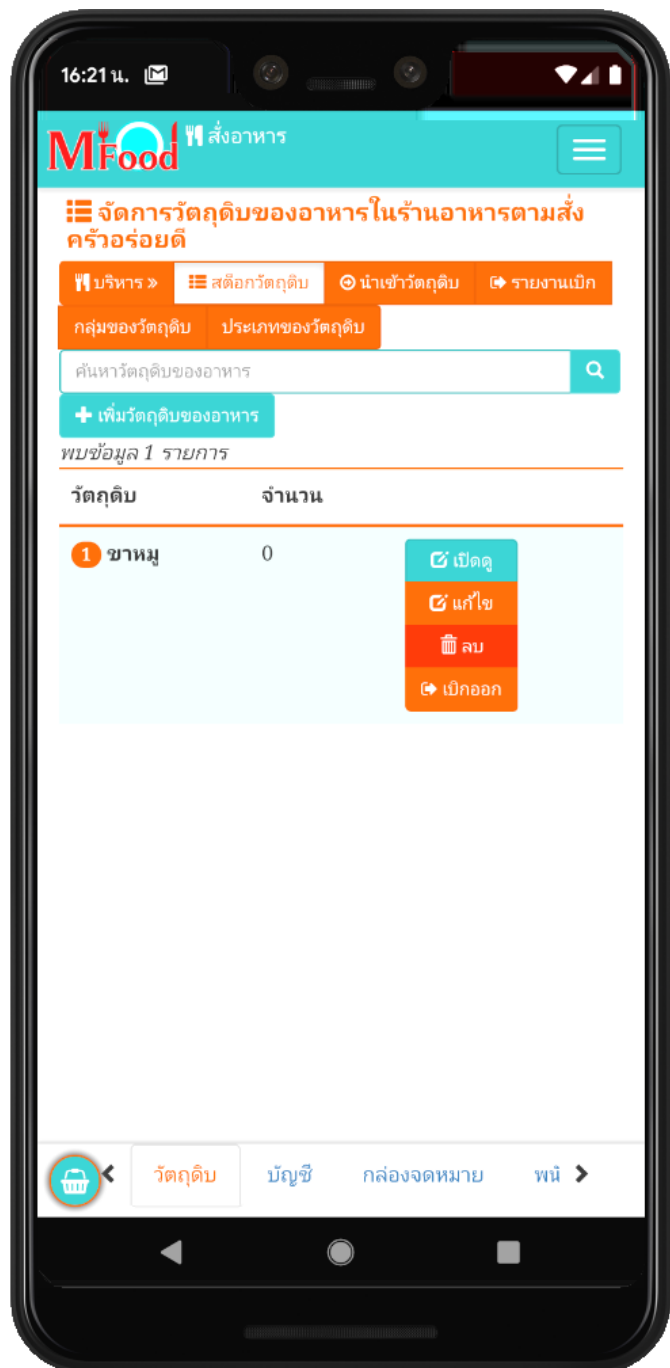 16:21 น.
MFood สั่งอาหาร
จัดการวัตถุดิบของอาหารในร้านอาหารตามสั่ง
ครัวอร่อยดี
บริหาร » สต๊อกวัตถุดิบ นำเข้าวัตถุดิบ รายงานเบิก
กลุ่มของวัตถุดิบ ประเภทของวัตถุดิบ
ค้นหาวัตถุดิบของอาหาร
เพิ่มวัตถุดิบของอาหาร
พบข้อมูล 1 รายการ
วัตถุดิบ จำนวน
1 ขาหมู 0 เปิดดู
แก้ไข
ลบ
เบิกออก
วัตถุดิบ บัญชี กล่องจดหมาย พนั